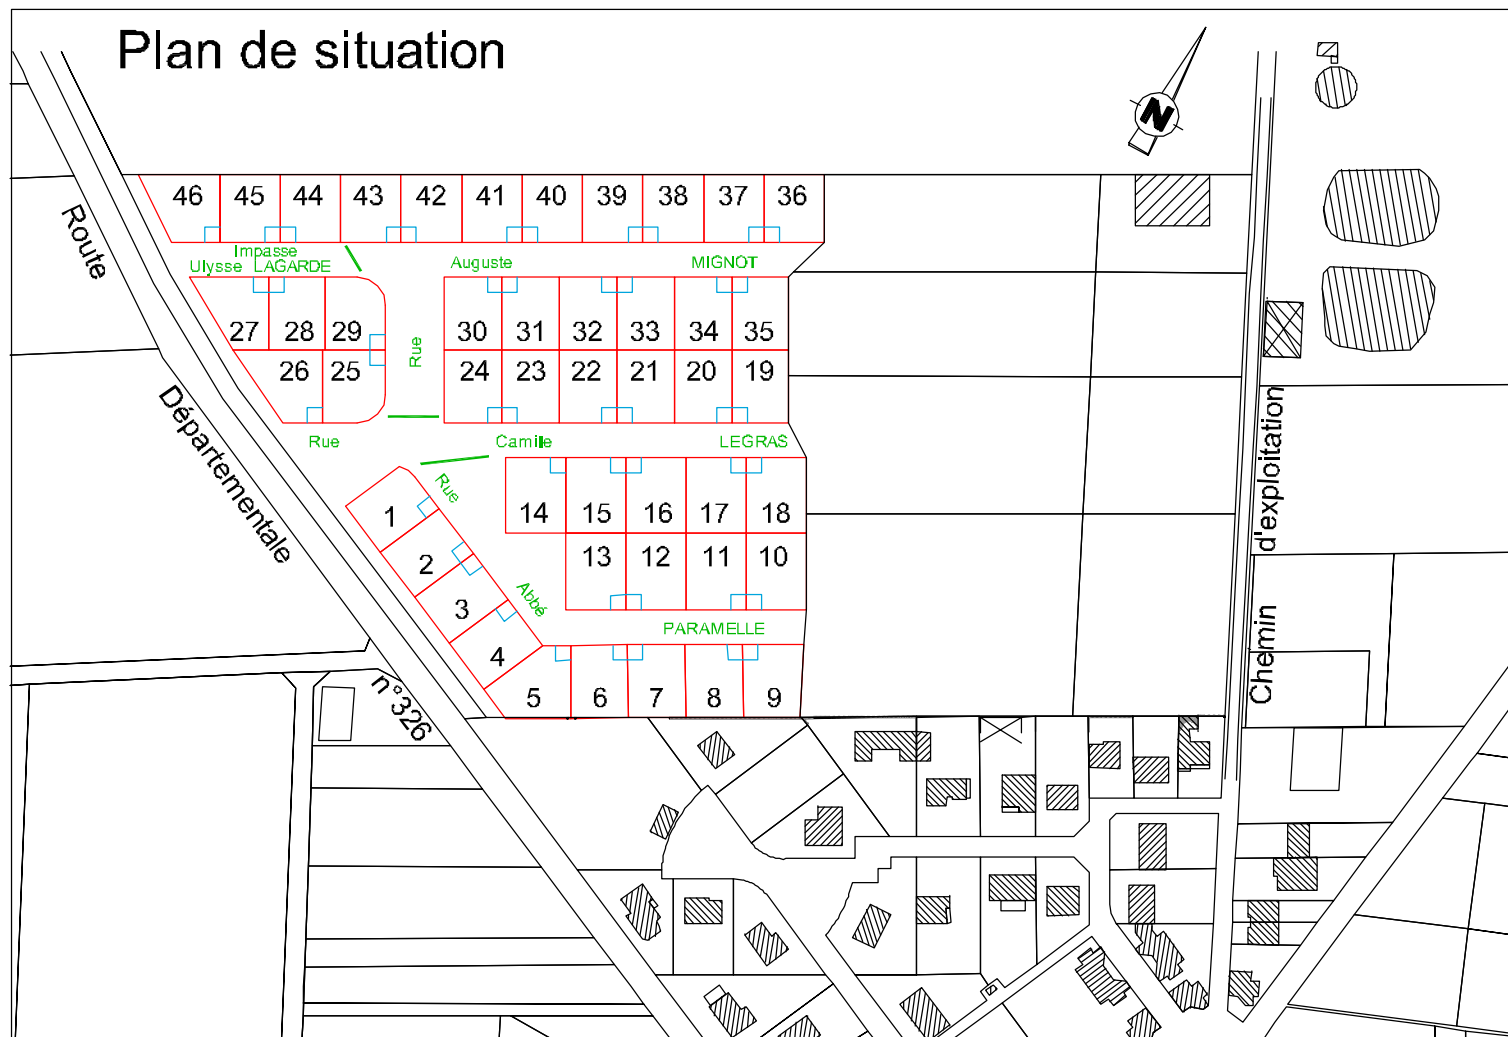 Plan de situation
N
46 45 44 43 42 41 40 39 38 37 36
Impasse
Ulysse LAGARDE
Auguste
MIGNOT
Route
27 28 29
Rue
30 31 32 33 34 35
26 25
24 23 22 21 20 19
Rue
Camille
LEGRAS
Départementale
n°326
Rue
Abbé
PARAMELLE
1
2
3
4
14 15 16 17 18
13 12 11 10
5 6 7 8 9
Chemin
d'exploitation